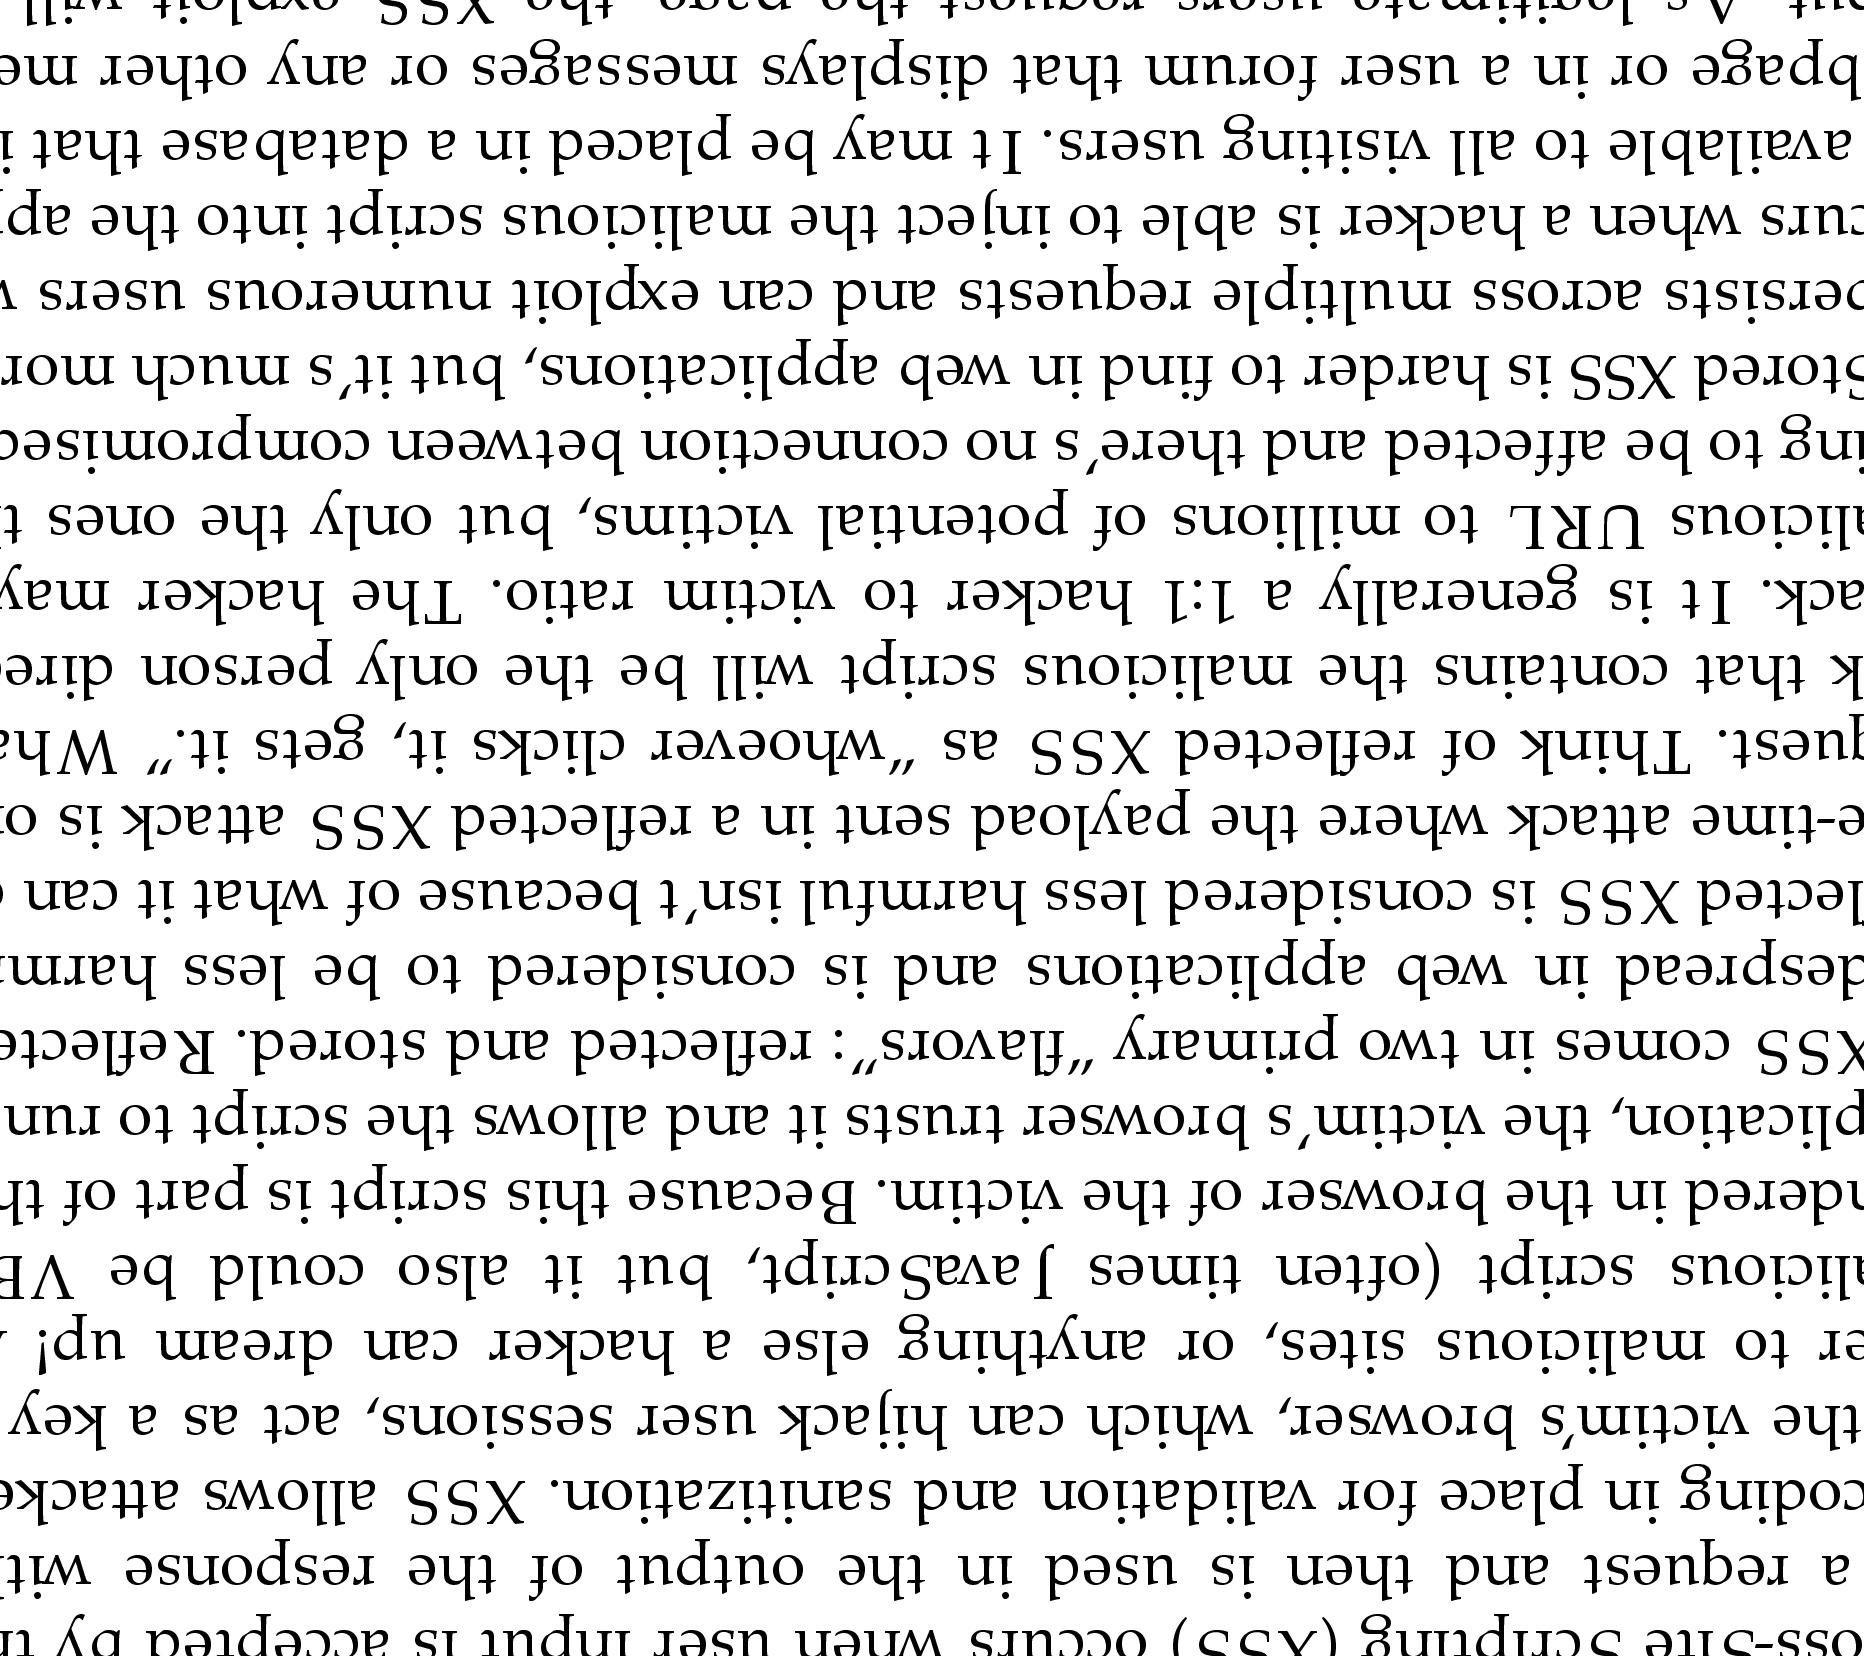 oss-Site Scripting (XSS) occurs when user input is accepted by th
a request and then is used in the output of the response with
coding in place for validation and sanitization. XSS allows attacke
the victim's browser, which can hijack user sessions, act as a key
er to malicious sites, or anything else a hacker can dream up!
alicious script (often times JavaScript, but it also could be VB
ndered in the browser of the victim. Because this script is part of th
plication, the victim's browser trusts it and allows the script to run
XSS comes in two primary “flavors”: reflected and stored. Reflecte
despread in web applications and is considered to be less harm
lected XSS is considered less harmful isn't because of what it can
e-time attack where the payload sent in a reflected XSS attack is o
quest. Think of reflected XSS as “whoever clicks it, gets it.” Wha
k that contains the malicious script will be the only person dire
ack. It is generally a 1:1 hacker to victim ratio. The hacker may
alicious URL to millions of potential victims, but only the ones t
ing to be affected and there's no connection between compromised
Stored XSS is harder to find in web applications, but it's much mor
persists across multiple requests and can exploit numerous users w
curs when a hacker is able to inject the malicious script into the app
available to all visiting users. It may be placed in a database that i
bpage or in a user forum that displays messages or any other me
put. As legitimate users request the page, the XSS exploit will